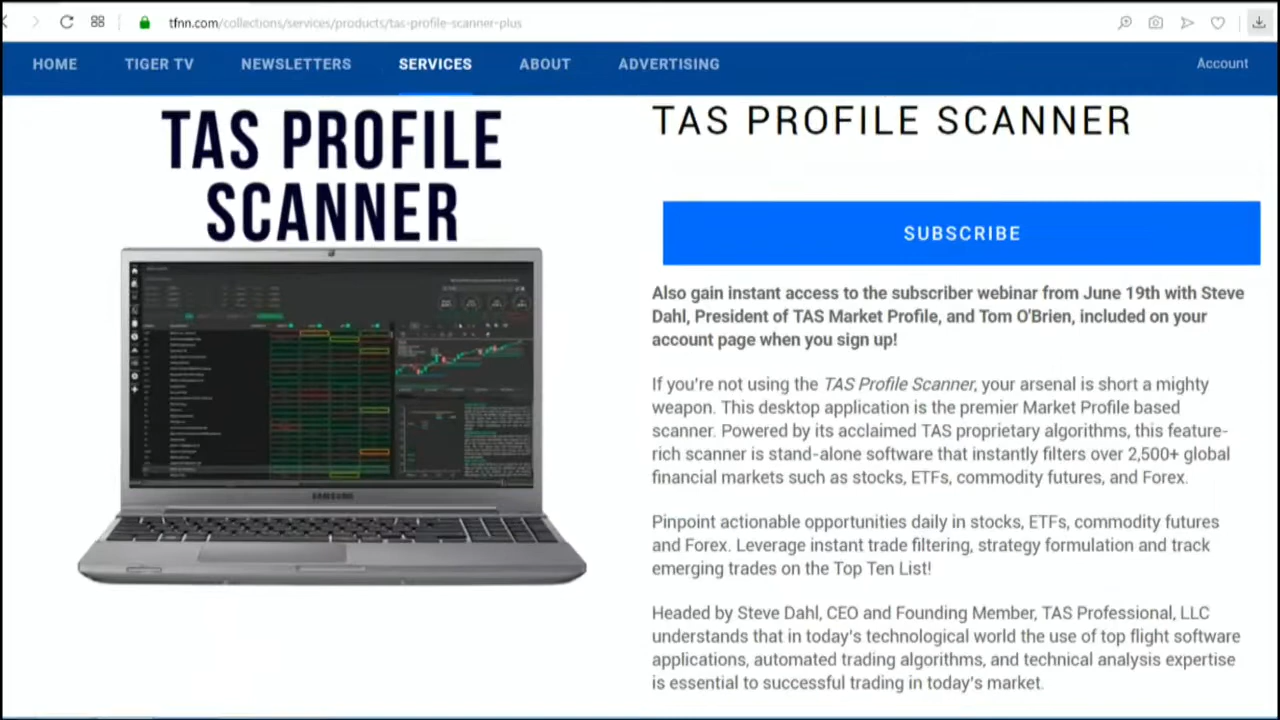 tfnn.com/collections/services/products/tas-profile-scanner-plus
HOME TIGER TV NEWSLETTERS SERVICES ABOUT ADVERTISING Account
TAS PROFILE
SCANNER
SAMSUNG
TAS PROFILE SCANNER
SUBSCRIBE
Also gain instant access to the subscriber webinar from June 19th with Steve
Dahl, President of TAS Market Profile, and Tom O'Brien, included on your
account page when you sign up!
If you're not using the TAS Profile Scanner, your arsenal is short a mighty
weapon. This desktop application is the premier Market Profile based
scanner. Powered by its acclaimed TAS proprietary algorithms, this feature-
rich scanner is stand-alone software that instantly filters over 2,500+ global
financial markets such as stocks, ETFs, commodity futures, and Forex.
Pinpoint actionable opportunities daily in stocks, ETFs, commodity futures
and Forex. Leverage instant trade filtering, strategy formulation and track
emerging trades on the Top Ten List!
Headed by Steve Dahl, CEO and Founding Member, TAS Professional, LLC
understands that in today's technological world the use of top flight software
applications, automated trading algorithms, and technical analysis expertise
is essential to successful trading in today's market.